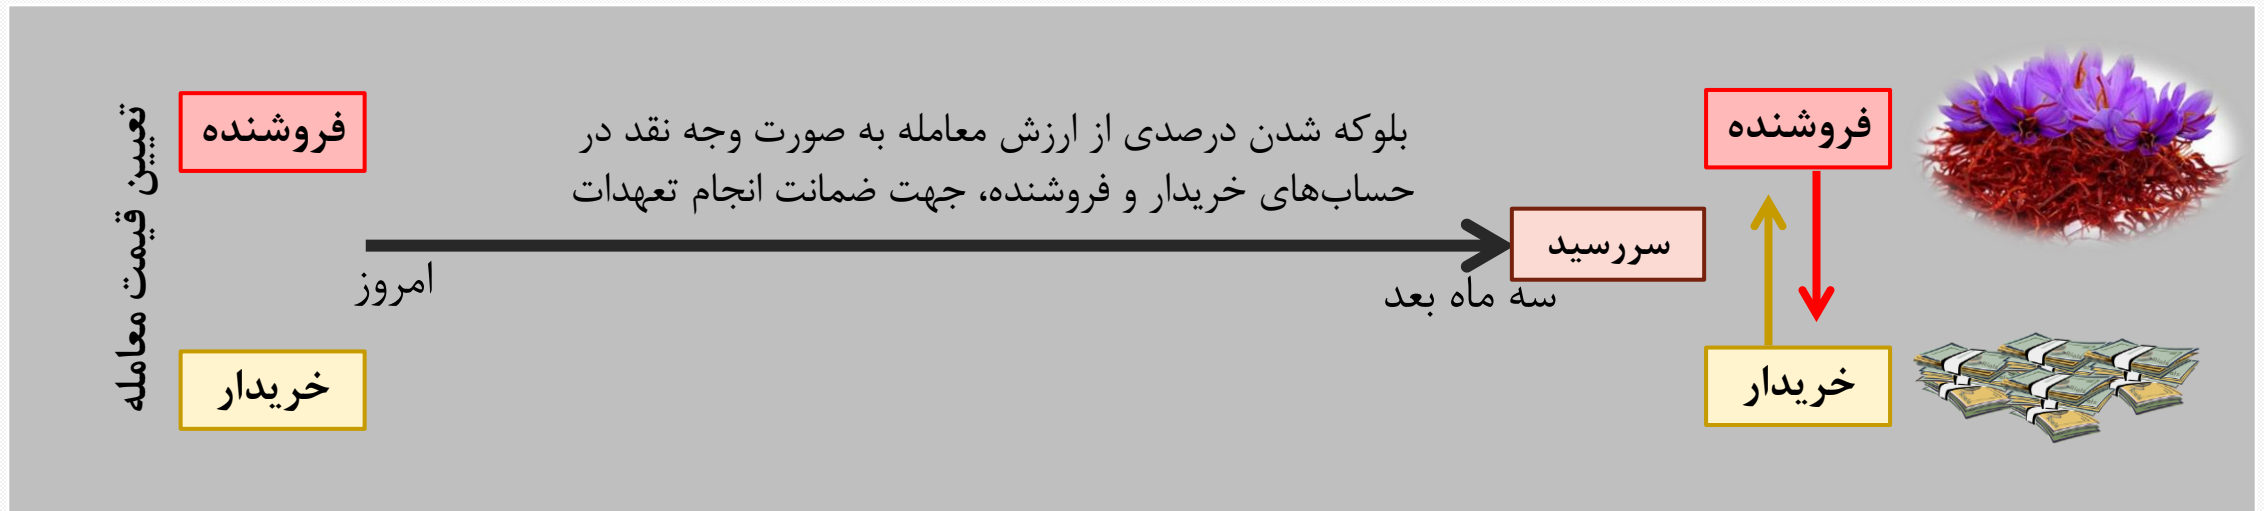 تعیین قیمت معامله
فروشنده
خریدار
بلوکه شدن درصدی از ارزش معامله به صورت وجه نقد در
حساب‌های خریدار و فروشنده، جهت ضمانت انجام تعهدات
امروز
سه ماه بعد
سررسید
فروشنده
خریدار